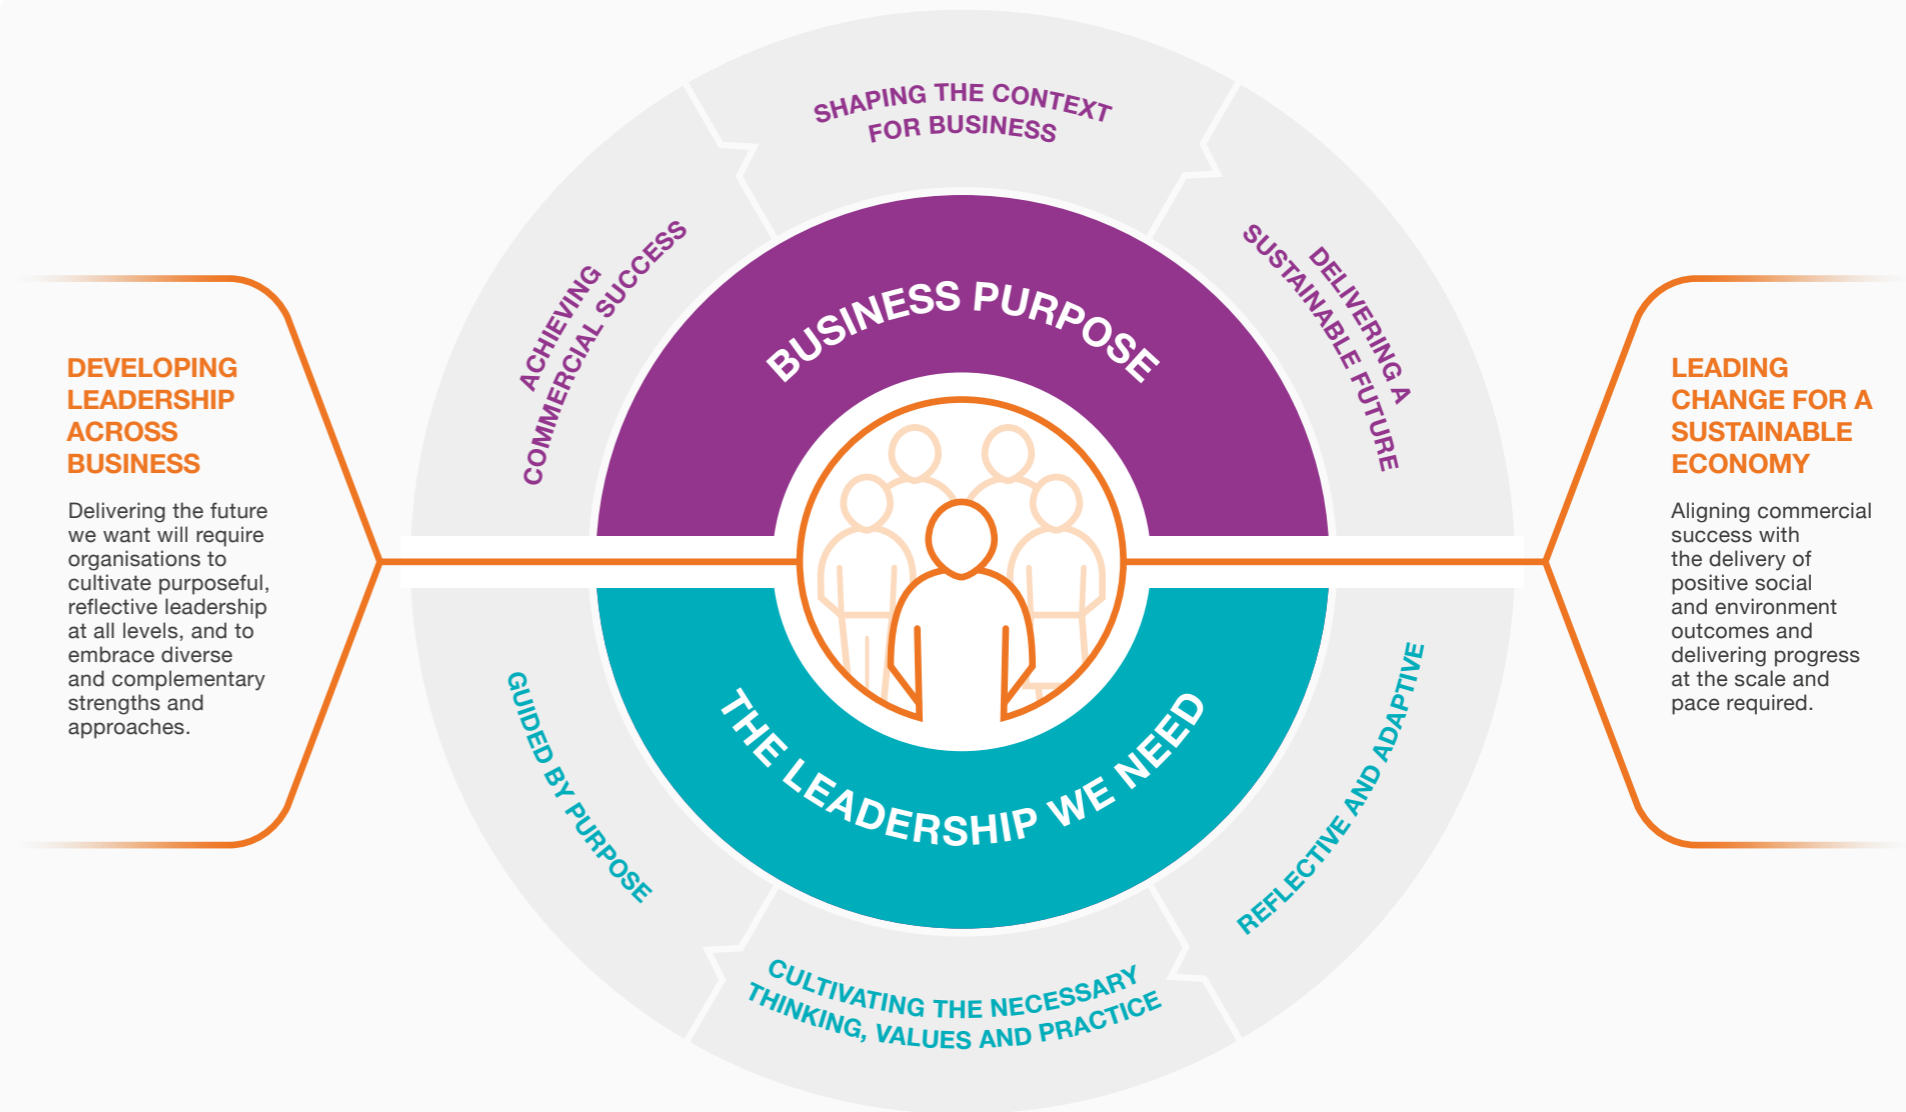 SHAPING THE CONTEXT
FOR BUSINESS
ACHIEVING
COMMERCIAL SUCCESS
DELIVERING A
SUSTAINABLE FUTURE
BUSINESS PURPOSE
DEVELOPING
LEADERSHIP
ACROSS
BUSINESS
Delivering the future
we want will require
organisations to
cultivate purposeful,
reflective leadership
at all levels, and to
embrace diverse
and complementary
strengths and
approaches.
LEADING
CHANGE FOR A
SUSTAINABLE
ECONOMY
Aligning commercial
success with
the delivery of
positive social
and environment
outcomes and
delivering progress
at the scale and
pace required.
THE LEADERSHIP WE NEED
GUIDED BY PURPOSE
REFLECTIVE AND ADAPTIVE
CULTIVATING THE NECESSARY
THINKING, VALUES AND PRACTICE